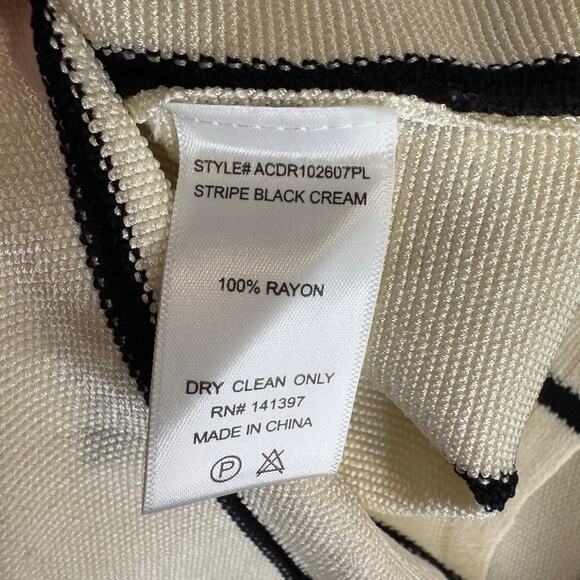 STYLE# ACDR102607PL
STRIPE BLACK CREAM
100% RAYON
DRY CLEAN ONLY
RN# 141397
MADE IN CHINA
P